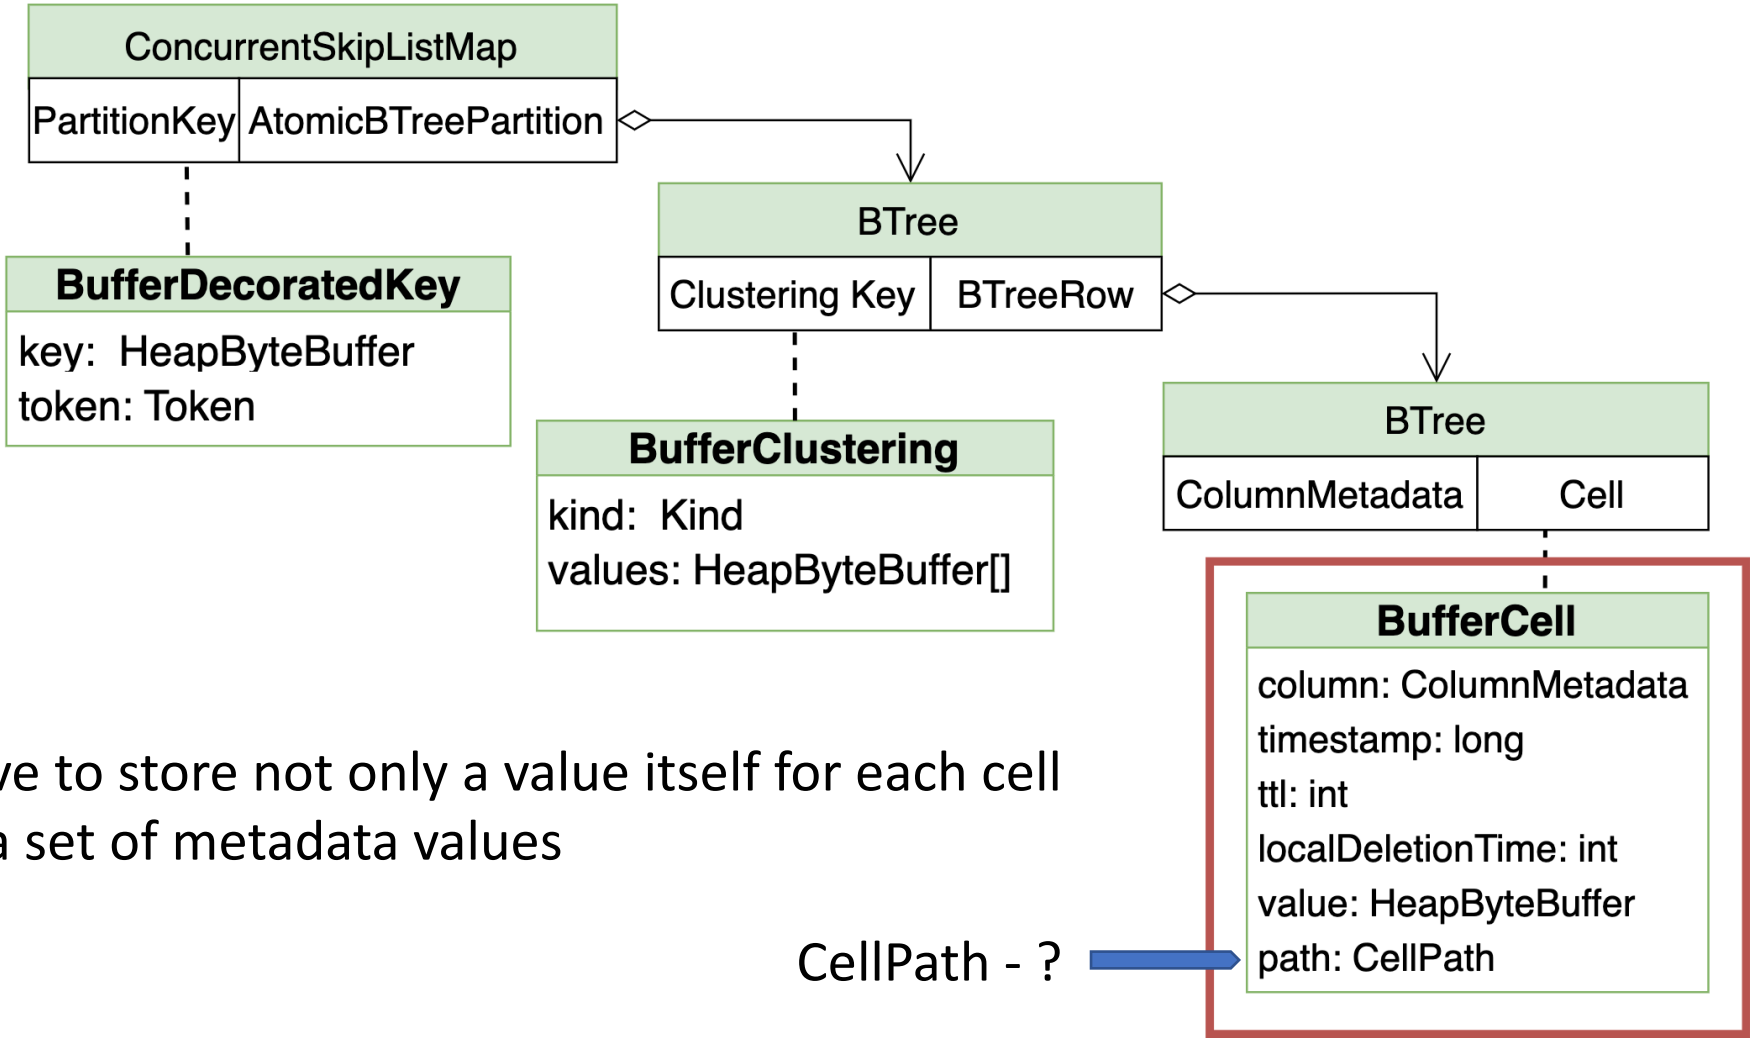 ConcurrentSkipListMap
PartitionKey AtomicBTreePartition
BTree
Clustering Key BTreeRow
BufferDecoratedKey
key: HeapByteBuffer
token: Token
BTree
ColumnMetadata Cell
BufferClustering
kind: Kind
values: HeapByteBuffer[]
BufferCell
column: ColumnMetadata
timestamp: long
ttl: int
localDeletionTime: int
value: HeapByteBuffer
path: CellPath
to store not only a value itself for each cell
set of metadata values
CellPath - ?